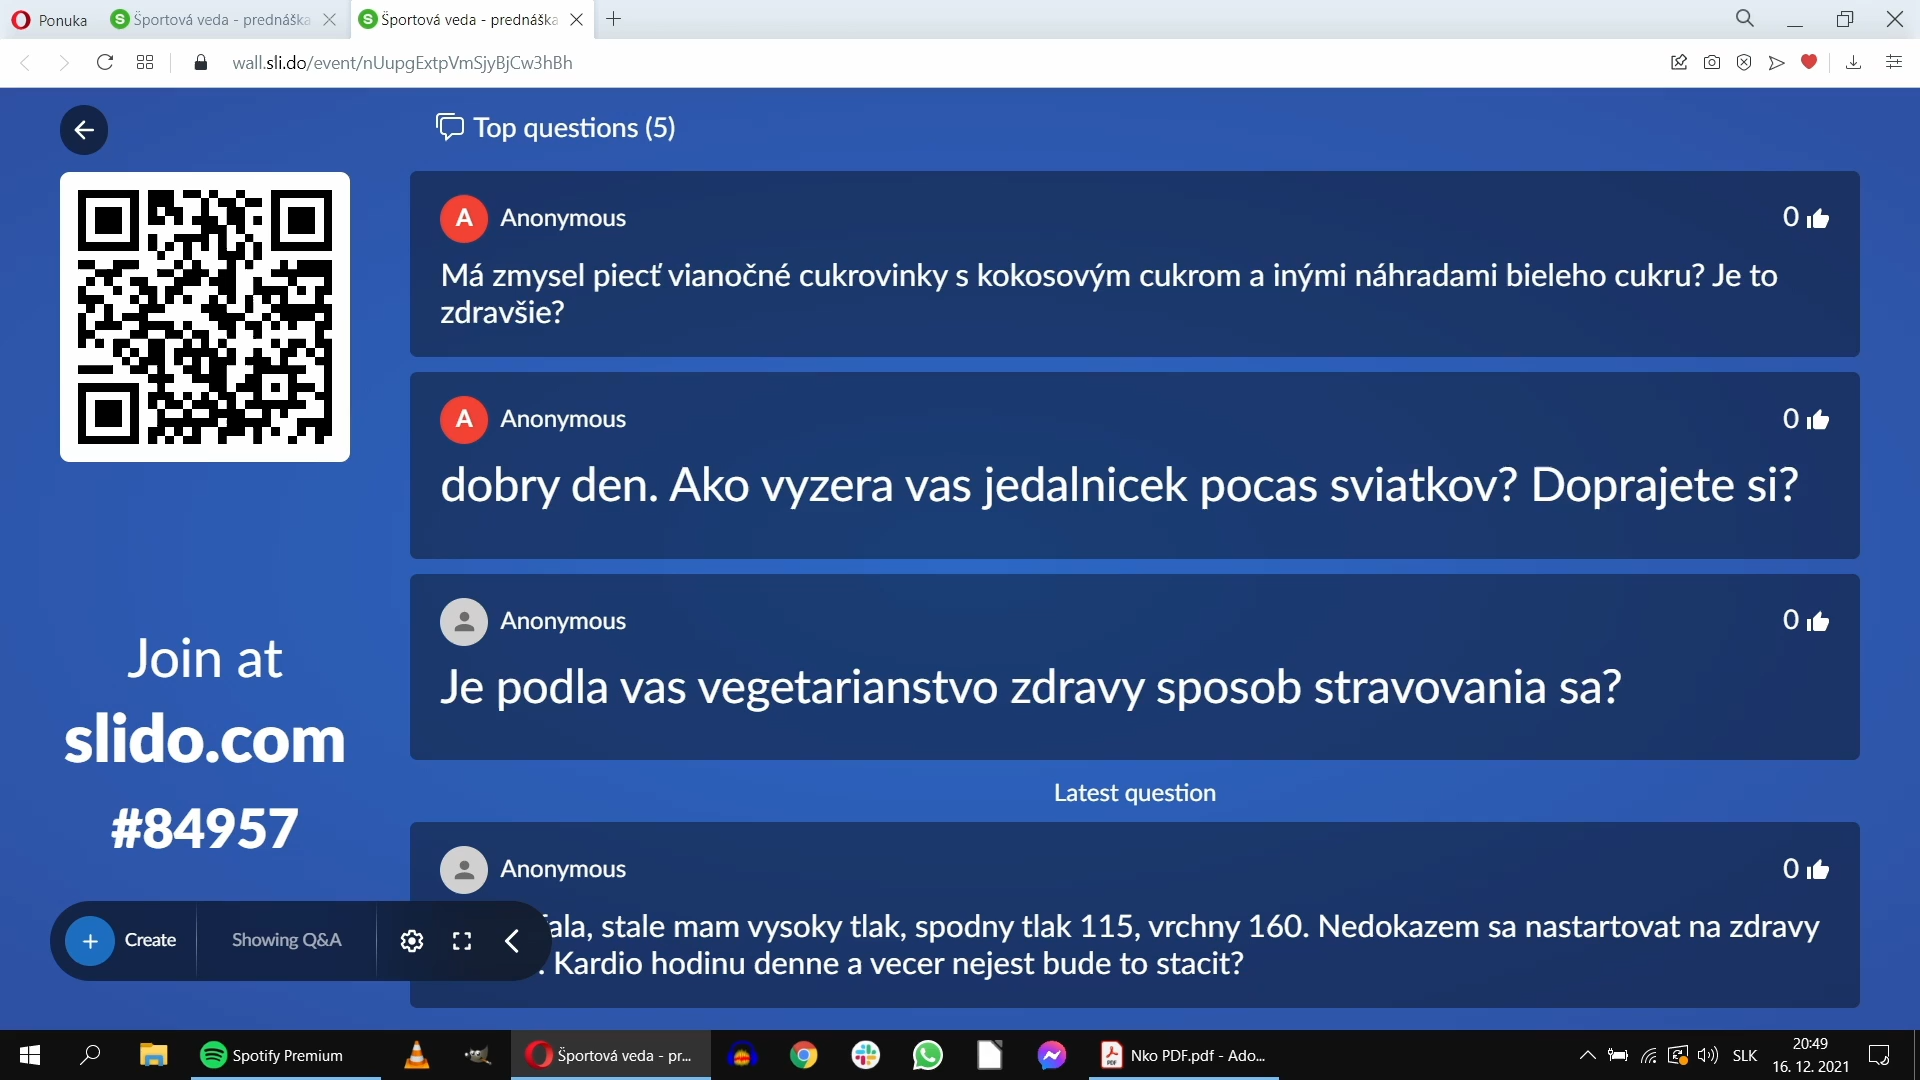 Ponuka
Športová veda - prednáška
Športová veda - prednáška
wall.sli.do/event/nUupgExtpVmSjyBjCw3hBh
Top questions (5)
A Anonymous 0
Má zmysel piecť vianočné cukrovinky s kokosovým cukrom a inými náhradami bieleho cukru? Je to
zdravšie?
A Anonymous 0
dobry den. Ako vyzera vas jedalnicek pocas sviatkov? Doprajete si?
Anonymous 0
Je podla vas vegetarianstvo zdravy sposob stravovania sa?
Latest question
Anonymous 0
stale mam vysoky tlak, spodny tlak 115, vrchny 160. Nedokazem sa nastartovat na zdravy
. Kardio hodinu denne a vecer nejest bude to stacit?
Join at
slido.com
#84957
Create Showing Q&A
Spotify Premium
Športová veda - pr...
Nko PDF.pdf - Ado...
SLK
20:49
16. 12. 2021